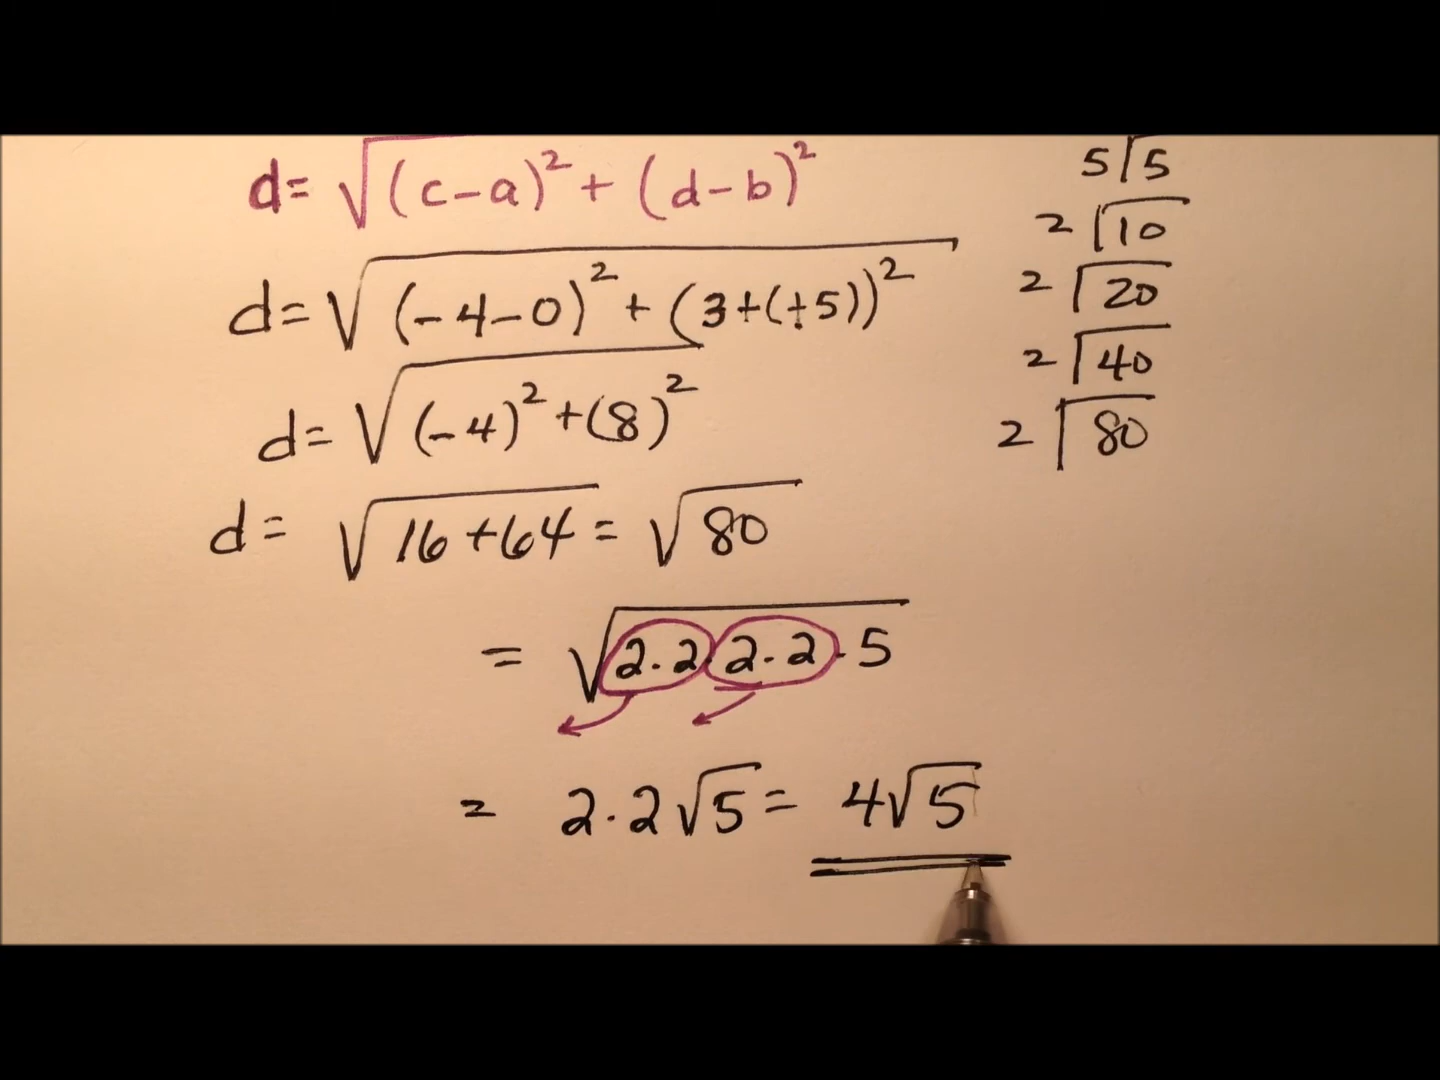 d = √(c-a)² + (d-b)²
d = √(-4-0)² + (3+(+5))²
d = √(-4)² + (8)²
d = √16+64 = √80
= √2·2·2·2·5
= 2·2√5 = 4√5
5√5
2√10
2√20
2√40
2√80